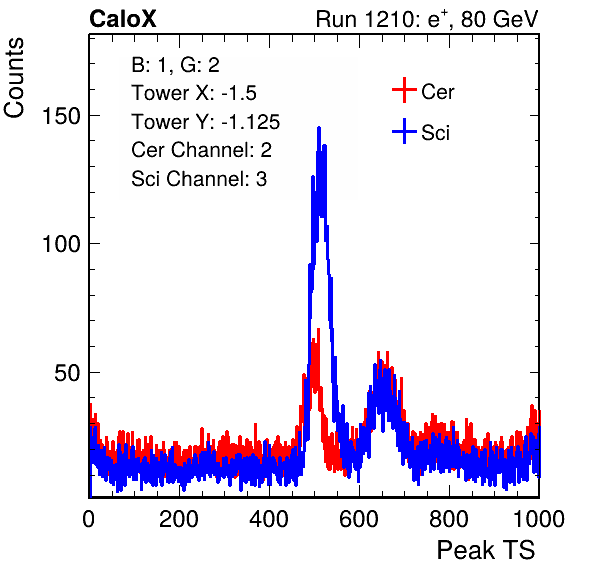 CaloX Run 1210: e⁺, 80 GeV
Counts
B: 1, G: 2
Tower X: -1.5
Tower Y: -1.125
Cer Channel: 2
Sci Channel: 3
Cer
Sci
150
100
50
0 200 400 600 800 1000
Peak TS